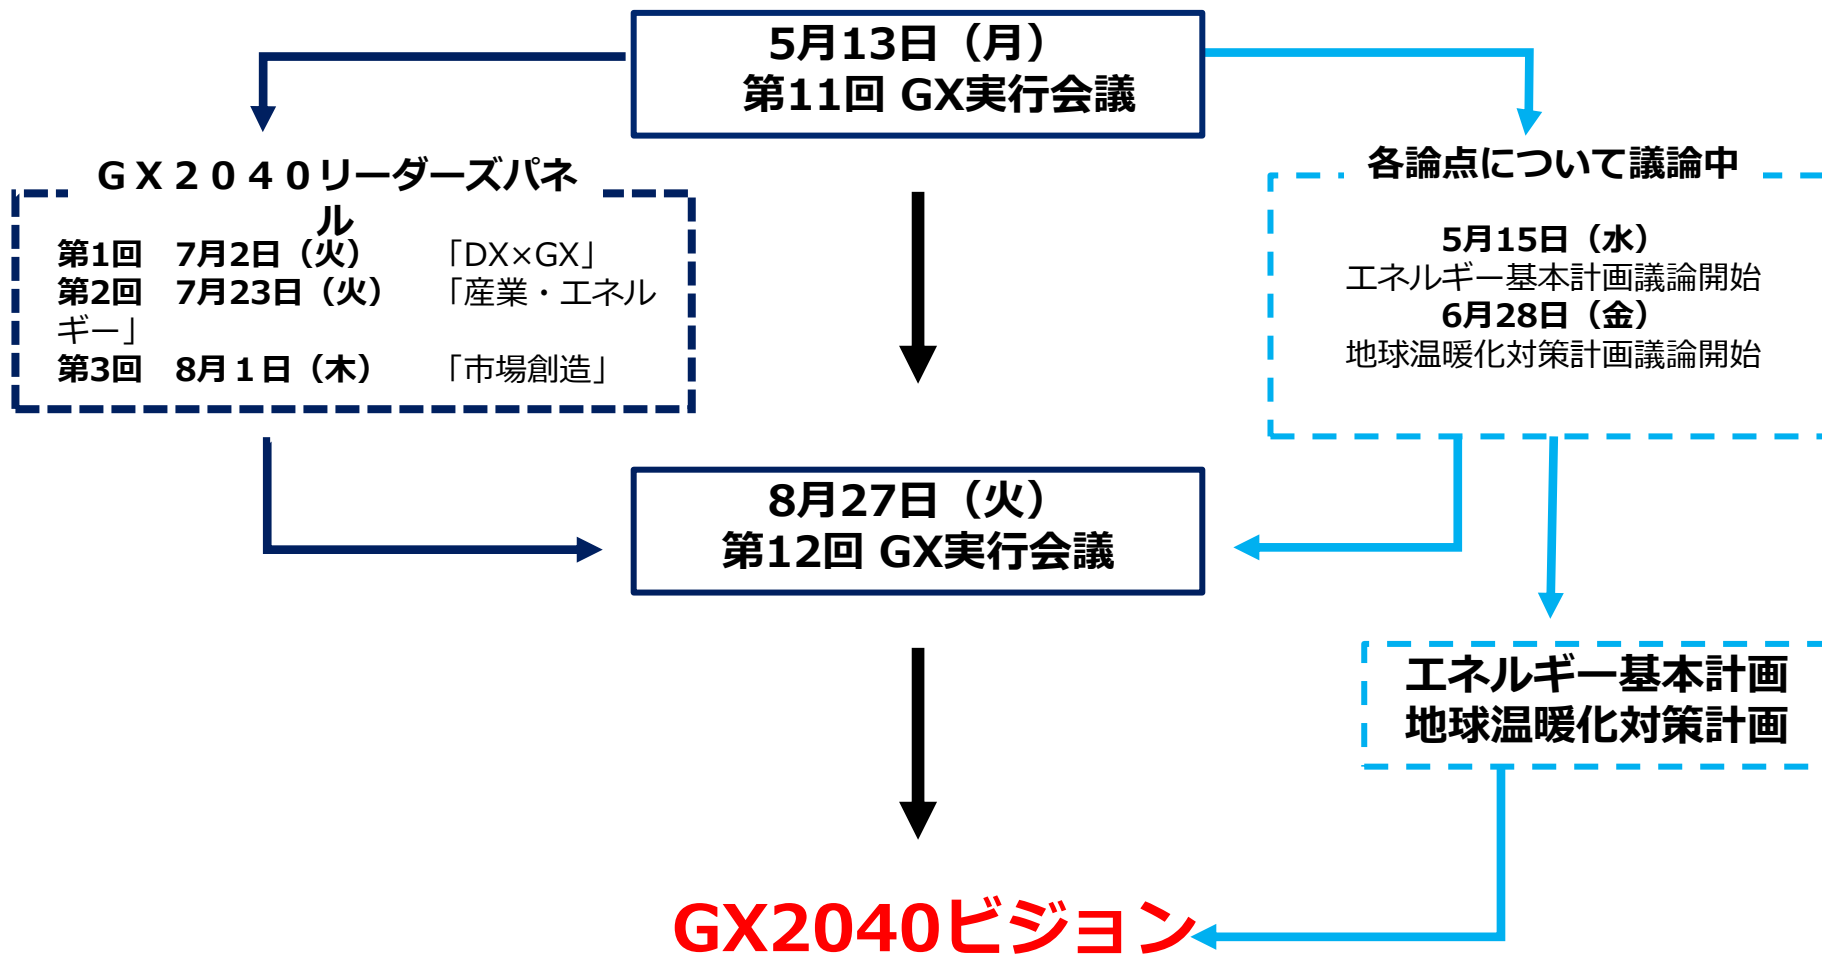 5月13日（月）
第11回 GX実行会議
ＧＸ２０４０リーダーズパネ
ル
第1回　7月2日（火）　　「DX×GX」
第2回　7月23日（火）　　「産業・エネル
ギー」
第3回　8月１日（木）　　「市場創造」
各論点について議論中
5月15日（水）
エネルギー基本計画議論開始
6月28日（金）
地球温暖化対策計画議論開始
8月27日（火）
第12回 GX実行会議
エネルギー基本計画
地球温暖化対策計画
GX2040ビジョン